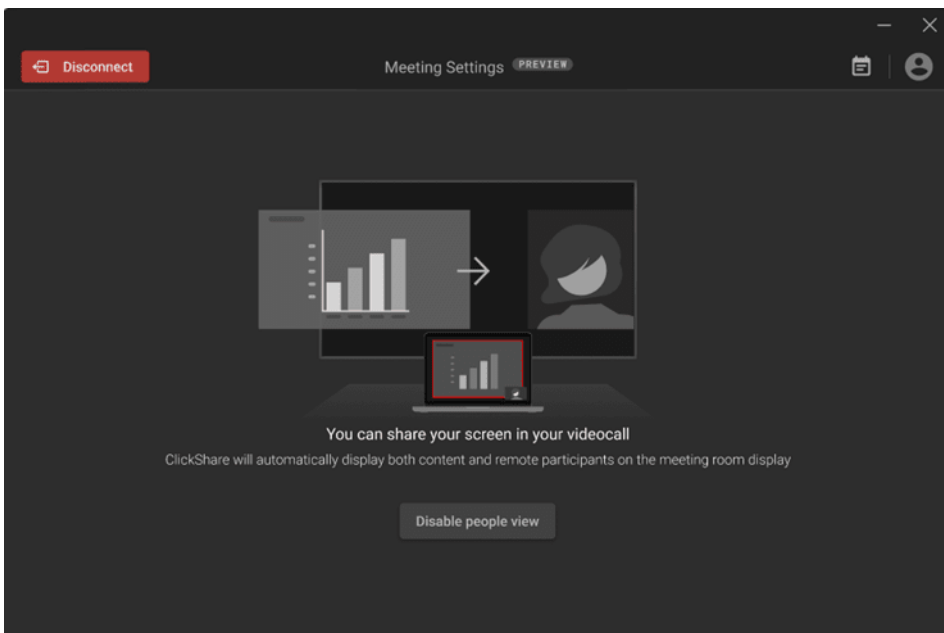 Disconnect
Meeting Settings PREVIEW
You can share your screen in your videocall
ClickShare will automatically display both content and remote participants on the meeting room display
Disable people view